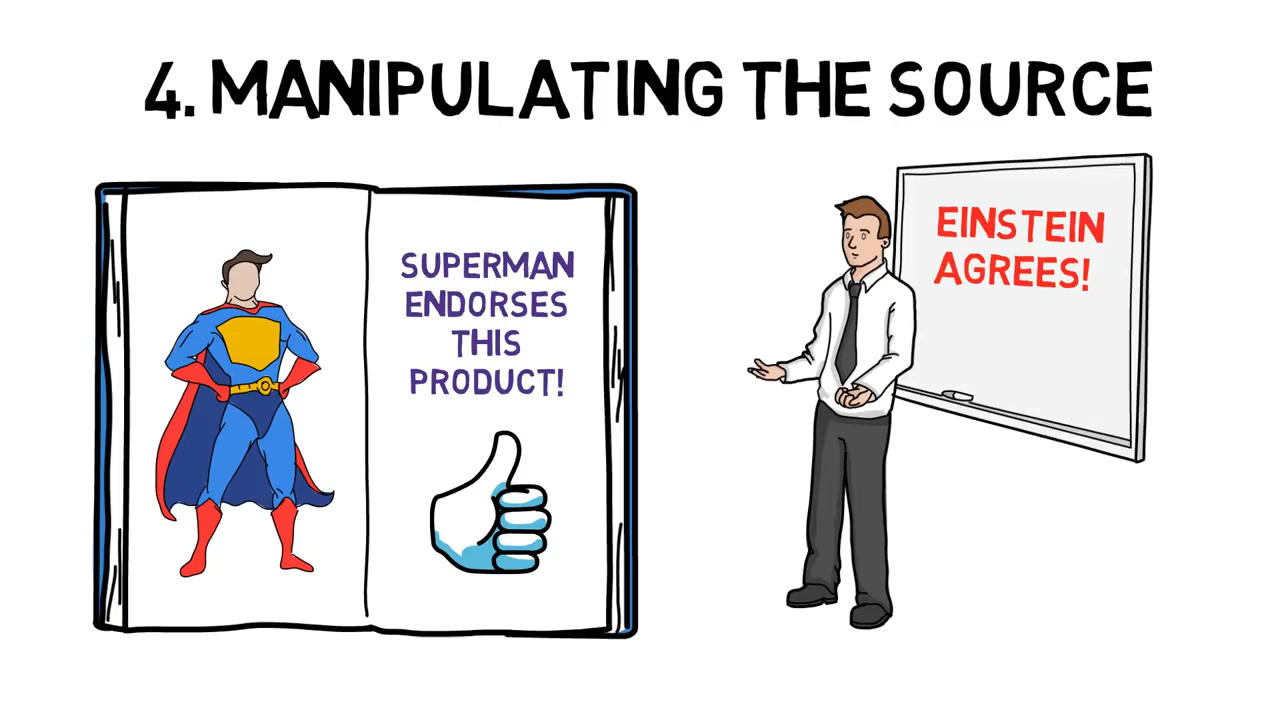 4. MANIPULATING THE SOURCE
SUPERMAN
ENDORSES
THIS
PRODUCT!
EINSTEIN
AGREES!